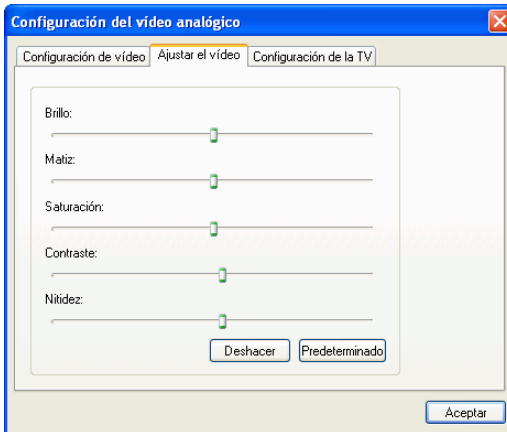 Configuración del vídeo analógico
Configuración de vídeo Ajustar el vídeo Configuración de la TV
Brillo:
Matiz:
Saturación:
Contraste:
Nitidez:
Deshacer Predeterminado
Aceptar